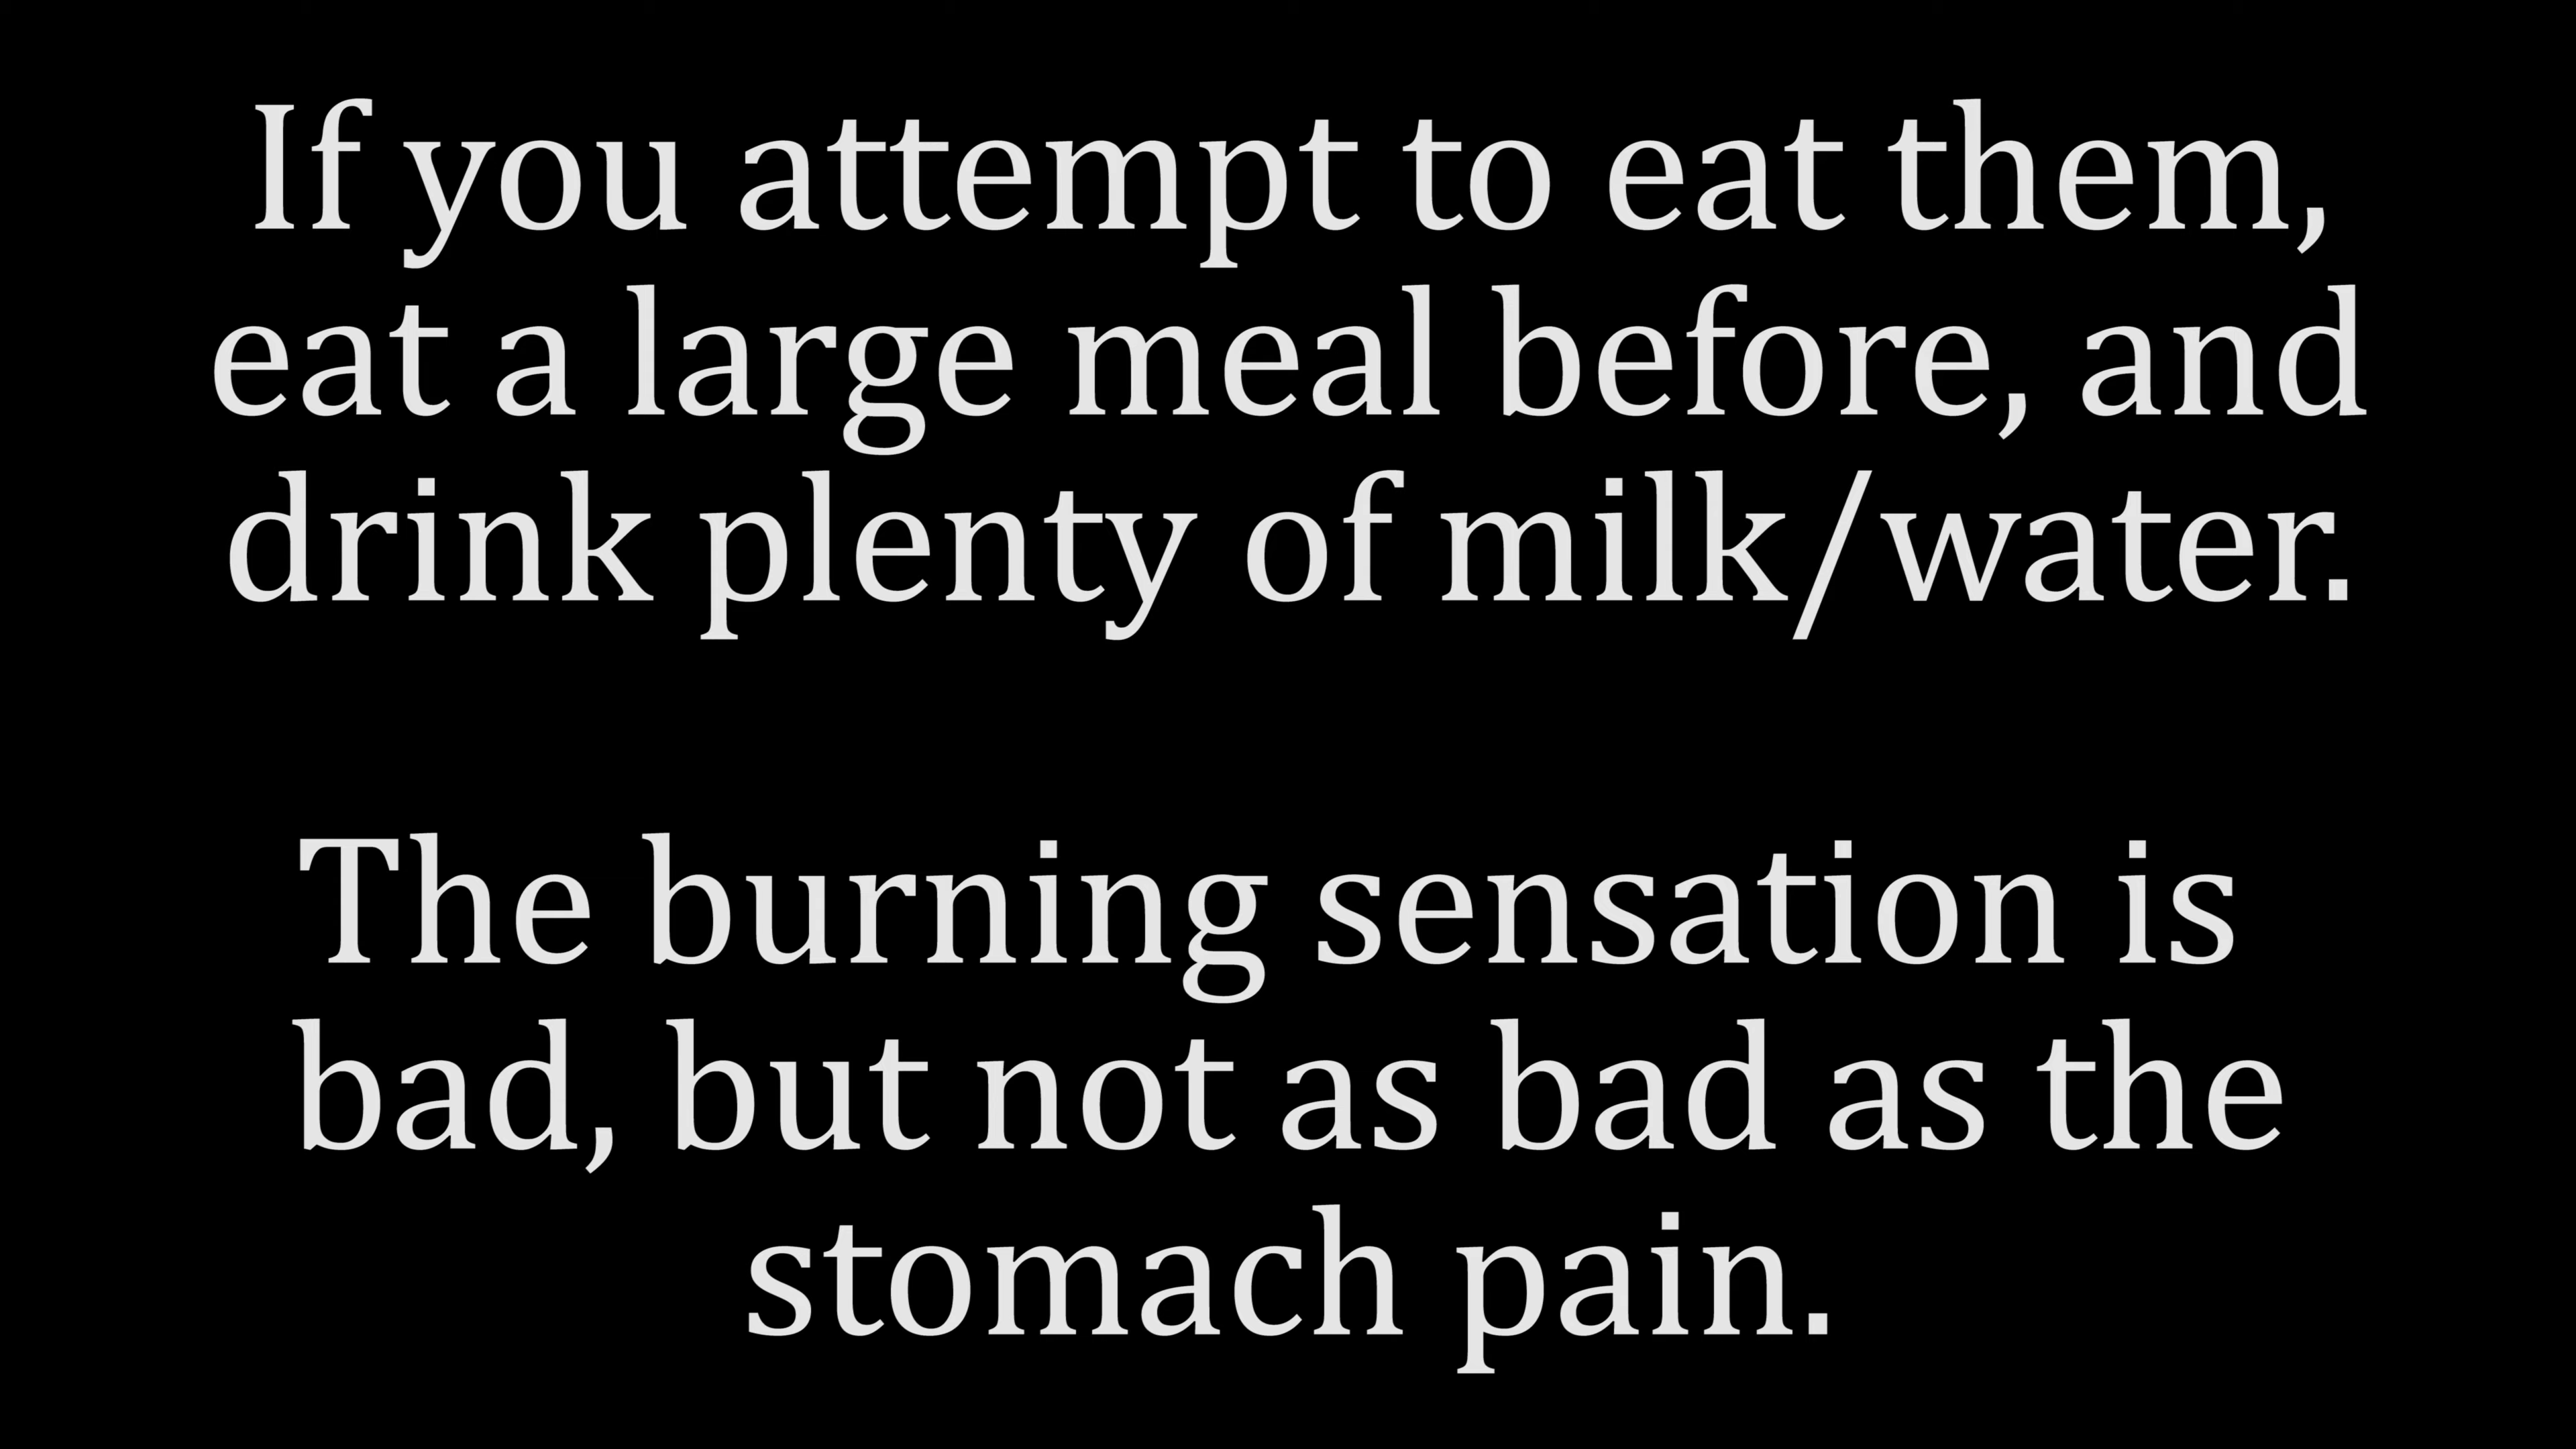 If you attempt to eat them,
eat a large meal before, and
drink plenty of milk/water.
The burning sensation is
bad, but not as bad as the
stomach pain.